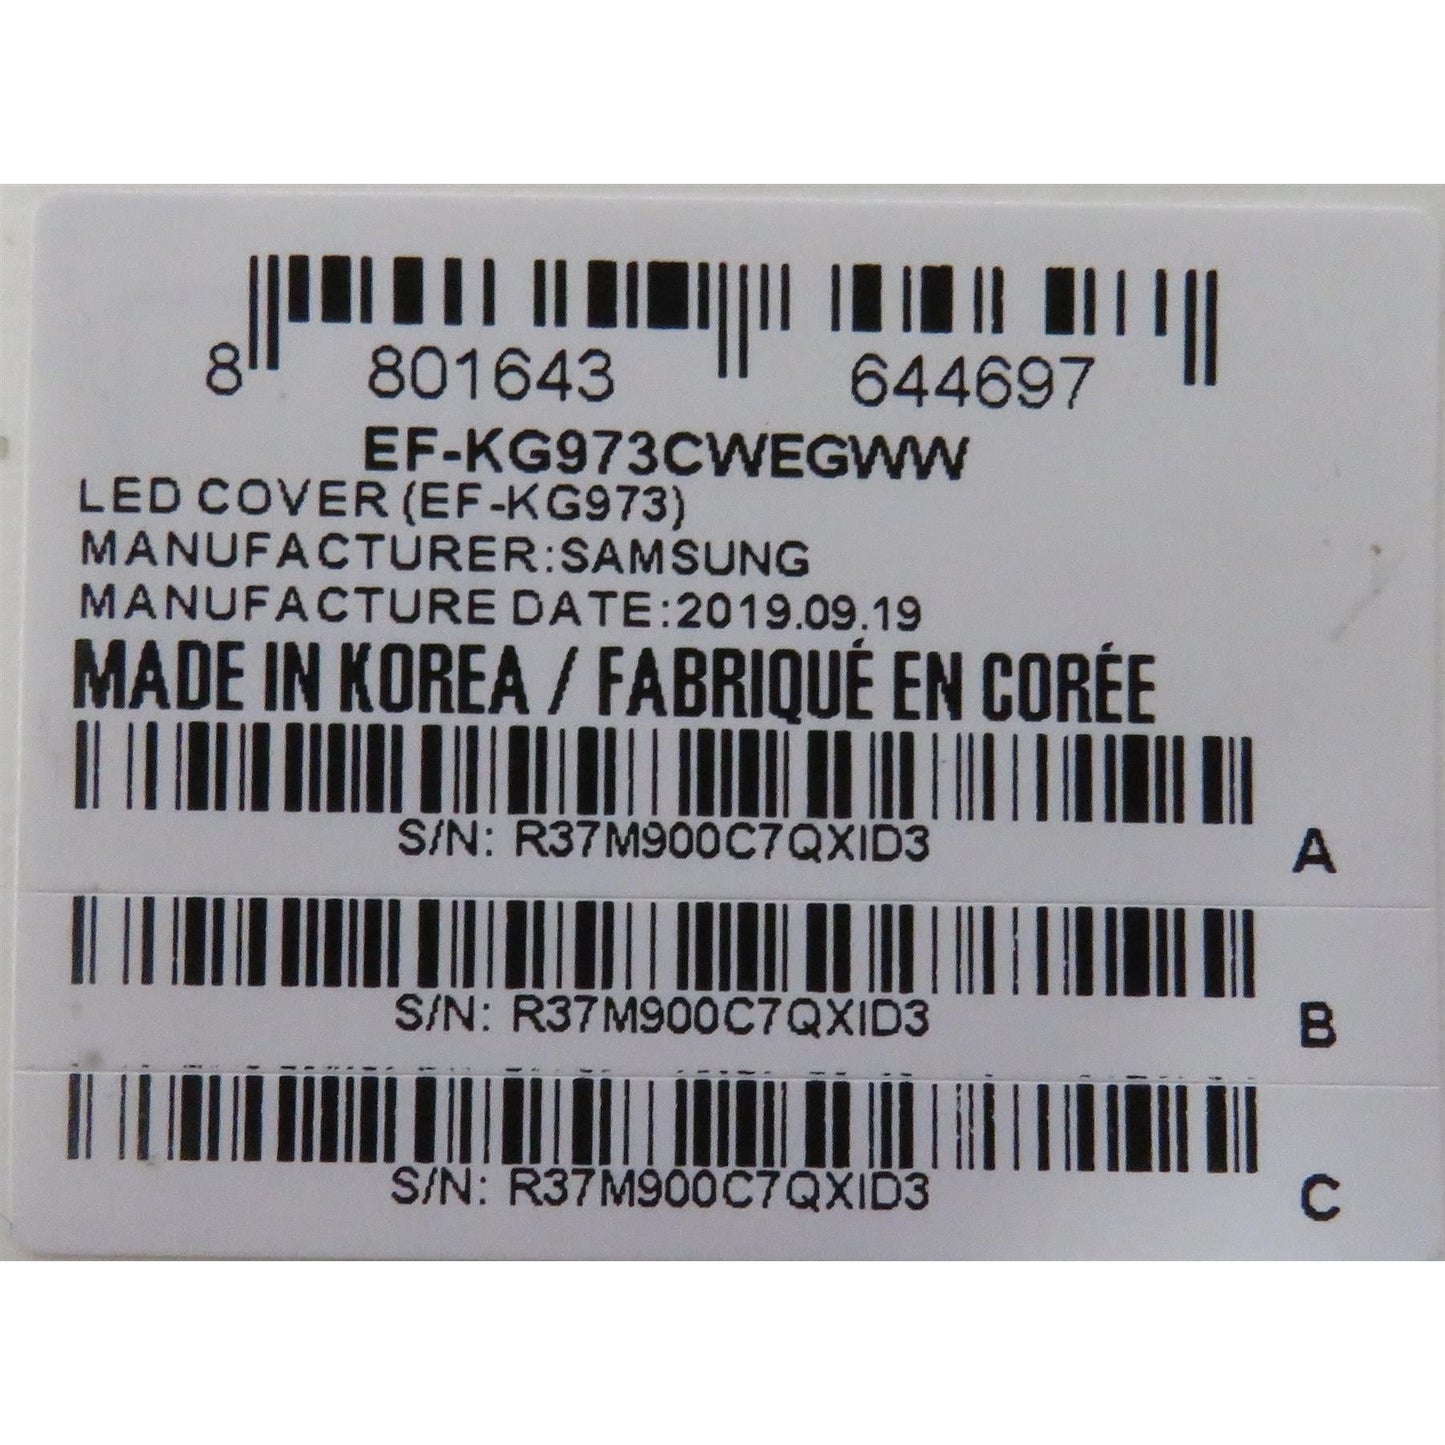 8 801643 644697
EF-KG973CWEGWW
LED COVER (EF-KG973)
MANUFACTURER:SAMSUNG
MANUFACTURE DATE:2019.09.19
MADE IN KOREA / FABRIQUÉ EN CORÉE
S/N: R37M900C7QXID3 A
S/N: R37M900C7QXID3 B
S/N: R37M900C7QXID3 C